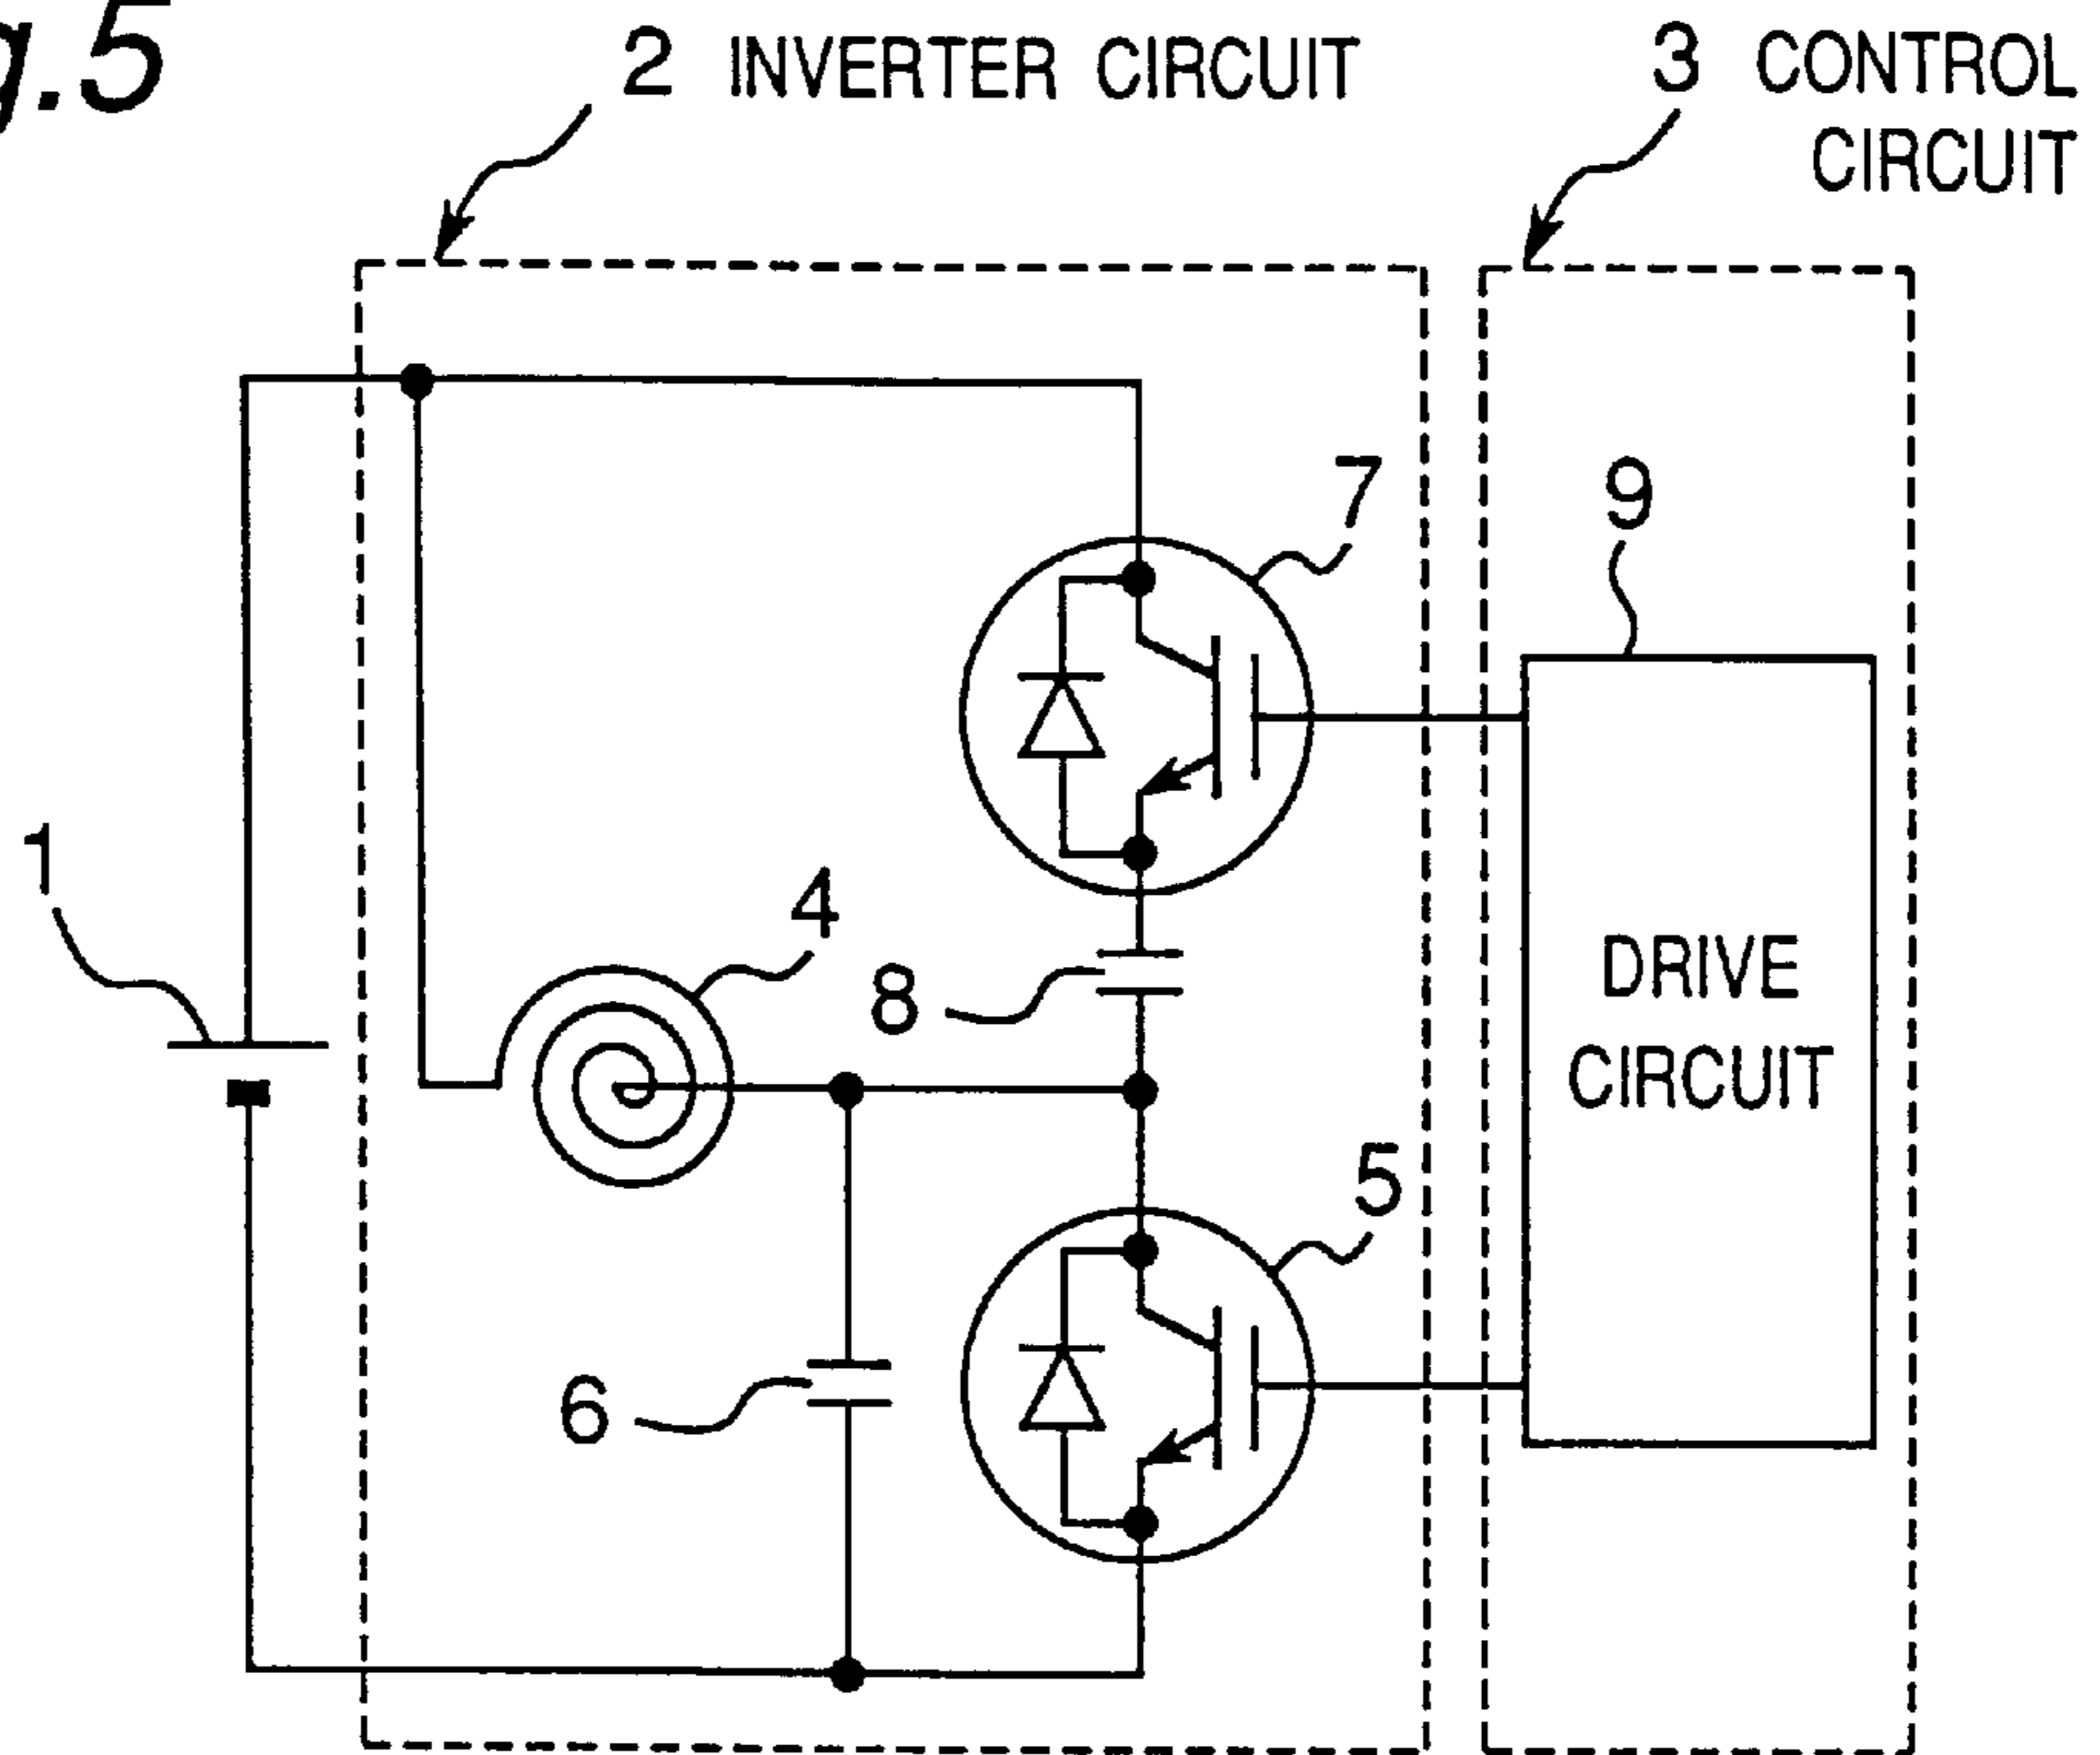 g.5
2 INVERTER CIRCUIT
3 CONTROL
CIRCUIT
7
9
1
4
8
DRIVE
CIRCUIT
5
6